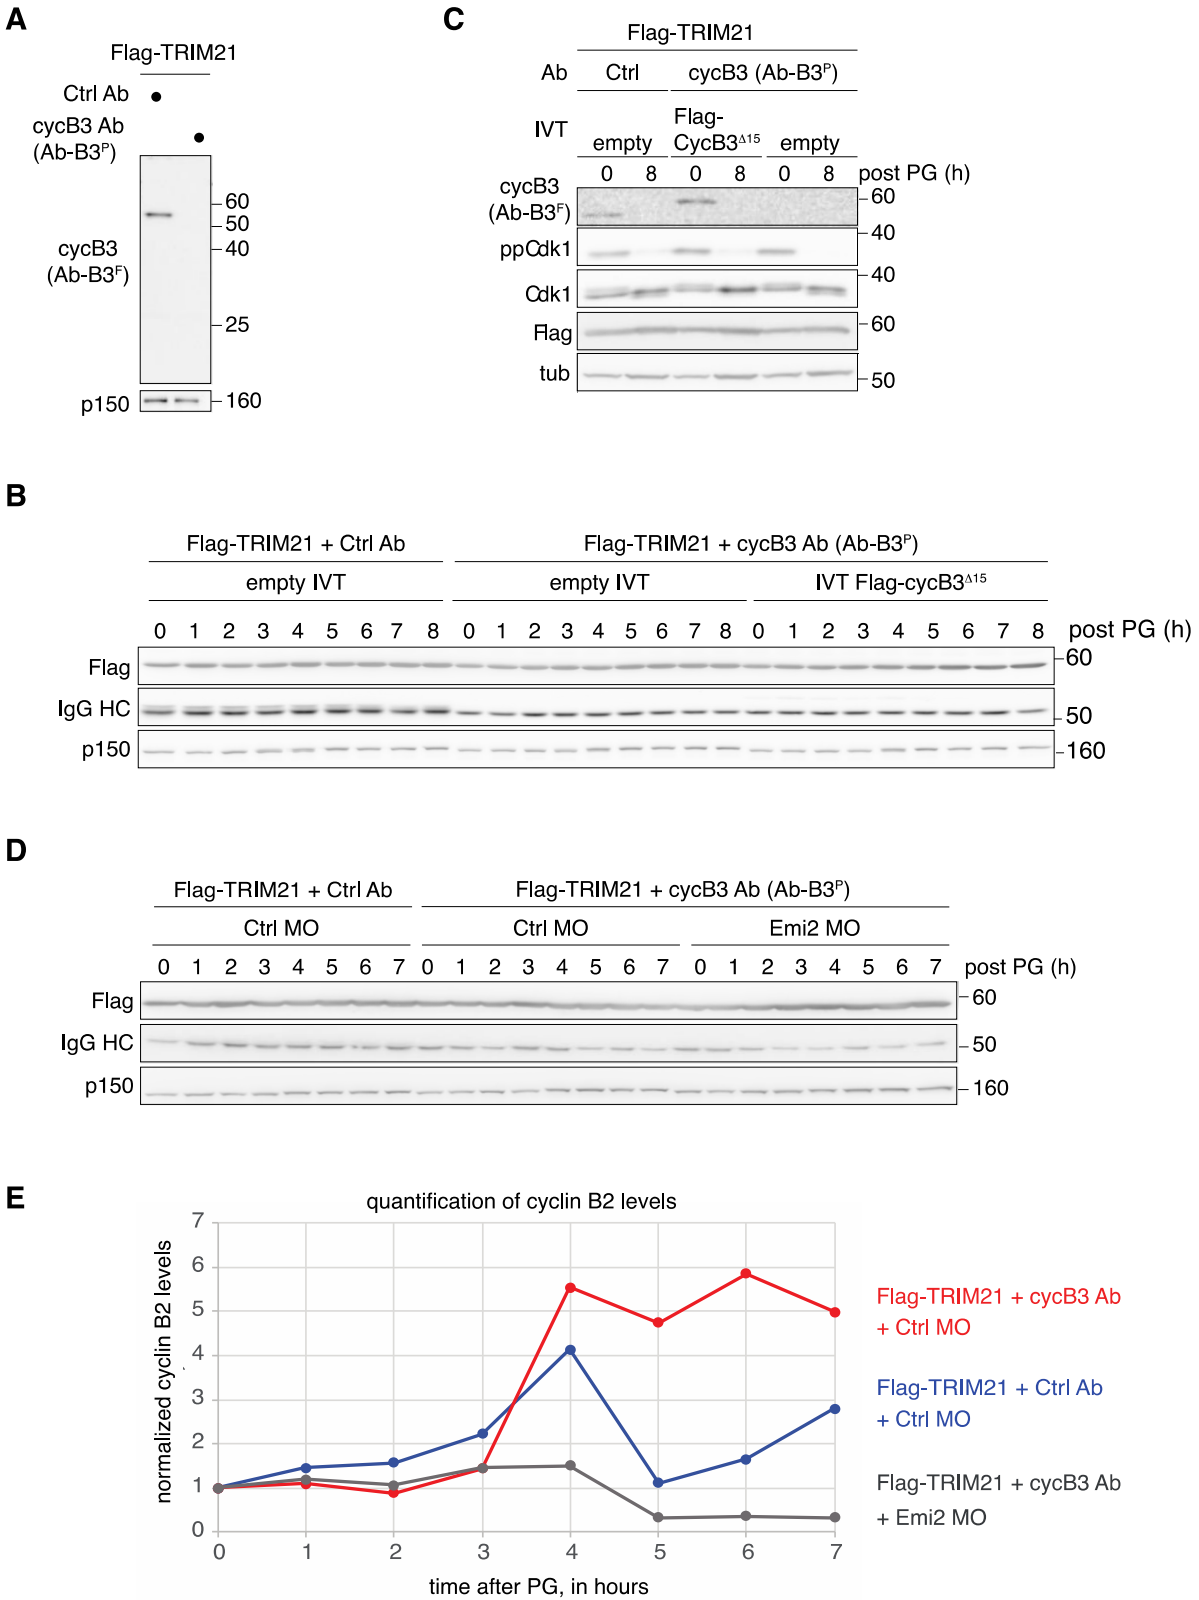 A
Flag-TRIM21
Ctrl Ab
cycB3 Ab
(Ab-B3ᴾ)
cycB3
(Ab-B3ᶠ)
60
50
40
25
p150
160
C
Flag-TRIM21
Ab Ctrl cycB3 (Ab-B3ᴾ)
IVT empty Flag-CycB3Δ15 empty
0 8 0 8 0 8 post PG (h)
cycB3
(Ab-B3ᶠ)
60
ppCdk1 40
Cdk1 40
Flag 60
tub 50
B
Flag-TRIM21 + Ctrl Ab Flag-TRIM21 + cycB3 Ab (Ab-B3ᴾ)
empty IVT empty IVT IVT Flag-cycB3Δ15
0 1 2 3 4 5 6 7 8 0 1 2 3 4 5 6 7 8 0 1 2 3 4 5 6 7 8 post PG (h)
Flag 60
IgG HC 50
p150 160
D
Flag-TRIM21 + Ctrl Ab Flag-TRIM21 + cycB3 Ab (Ab-B3ᴾ)
Ctrl MO Ctrl MO Emi2 MO
0 1 2 3 4 5 6 7 0 1 2 3 4 5 6 7 0 1 2 3 4 5 6 7 post PG (h)
Flag 60
IgG HC 50
p150 160
E
quantification of cyclin B2 levels
normalized cyclin B2 levels
7
6
5
4
3
2
1
0
0 1 2 3 4 5 6 7
time after PG, in hours
Flag-TRIM21 + cycB3 Ab
+ Ctrl MO
Flag-TRIM21 + Ctrl Ab
+ Ctrl MO
Flag-TRIM21 + cycB3 Ab
+ Emi2 MO